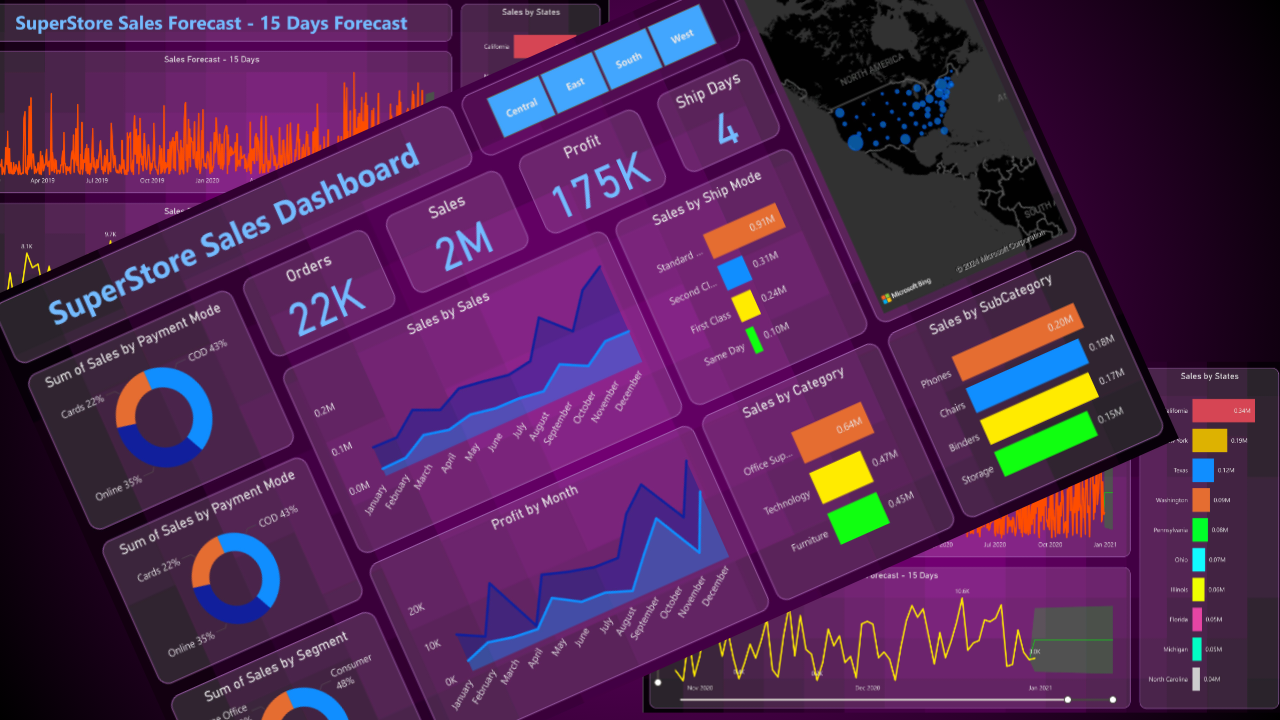 SuperStore Sales Forecast - 15 Days Forecast
Sales by States
California
Sales Forecast - 15 Days
Apr 2019
Jul 2019
Oct 2019
Jan 2020
8.1K
9.7K
SuperStore Sales Dashboard
Central
East
South
West
Orders
22K
Sales
2M
Profit
175K
Ship Days
4
Sum of Sales by Payment Mode
COD 43%
Cards 22%
Online 35%
Sum of Sales by Payment Mode
COD 43%
Cards 22%
Online 35%
Sum of Sales by Segment
Consumer
48%
Office
Sales by Sales
0.2M
0.1M
0.0M
January
February
March
April
May
June
July
August
September
October
November
December
Profit by Month
20K
10K
0K
January
February
March
April
May
June
July
August
September
October
November
December
Sales by Ship Mode
Standard ...
0.91M
Second Cl...
0.31M
First Class
0.24M
Same Day
0.10M
Sales by Category
Office Sup...
0.64M
Technology
0.47M
Furniture
0.45M
NORTH AMERICA
SOUTH
Microsoft Bing
© 2024 Microsoft Corporation
Sales by SubCategory
Phones
0.20M
Chairs
0.18M
Binders
0.17M
Storage
0.15M
2020
Jul 2020
Oct 2020
Jan 2021
Forecast - 15 Days
10.8K
1.0K
Nov 2020
Dec 2020
Jan 2021
Sales by States
0.34M
0.19M
Texas
0.12M
Washington
0.09M
Pennsylvania
0.08M
Ohio
0.07M
Illinois
0.06M
Florida
0.05M
Michigan
0.05M
North Carolina
0.04M